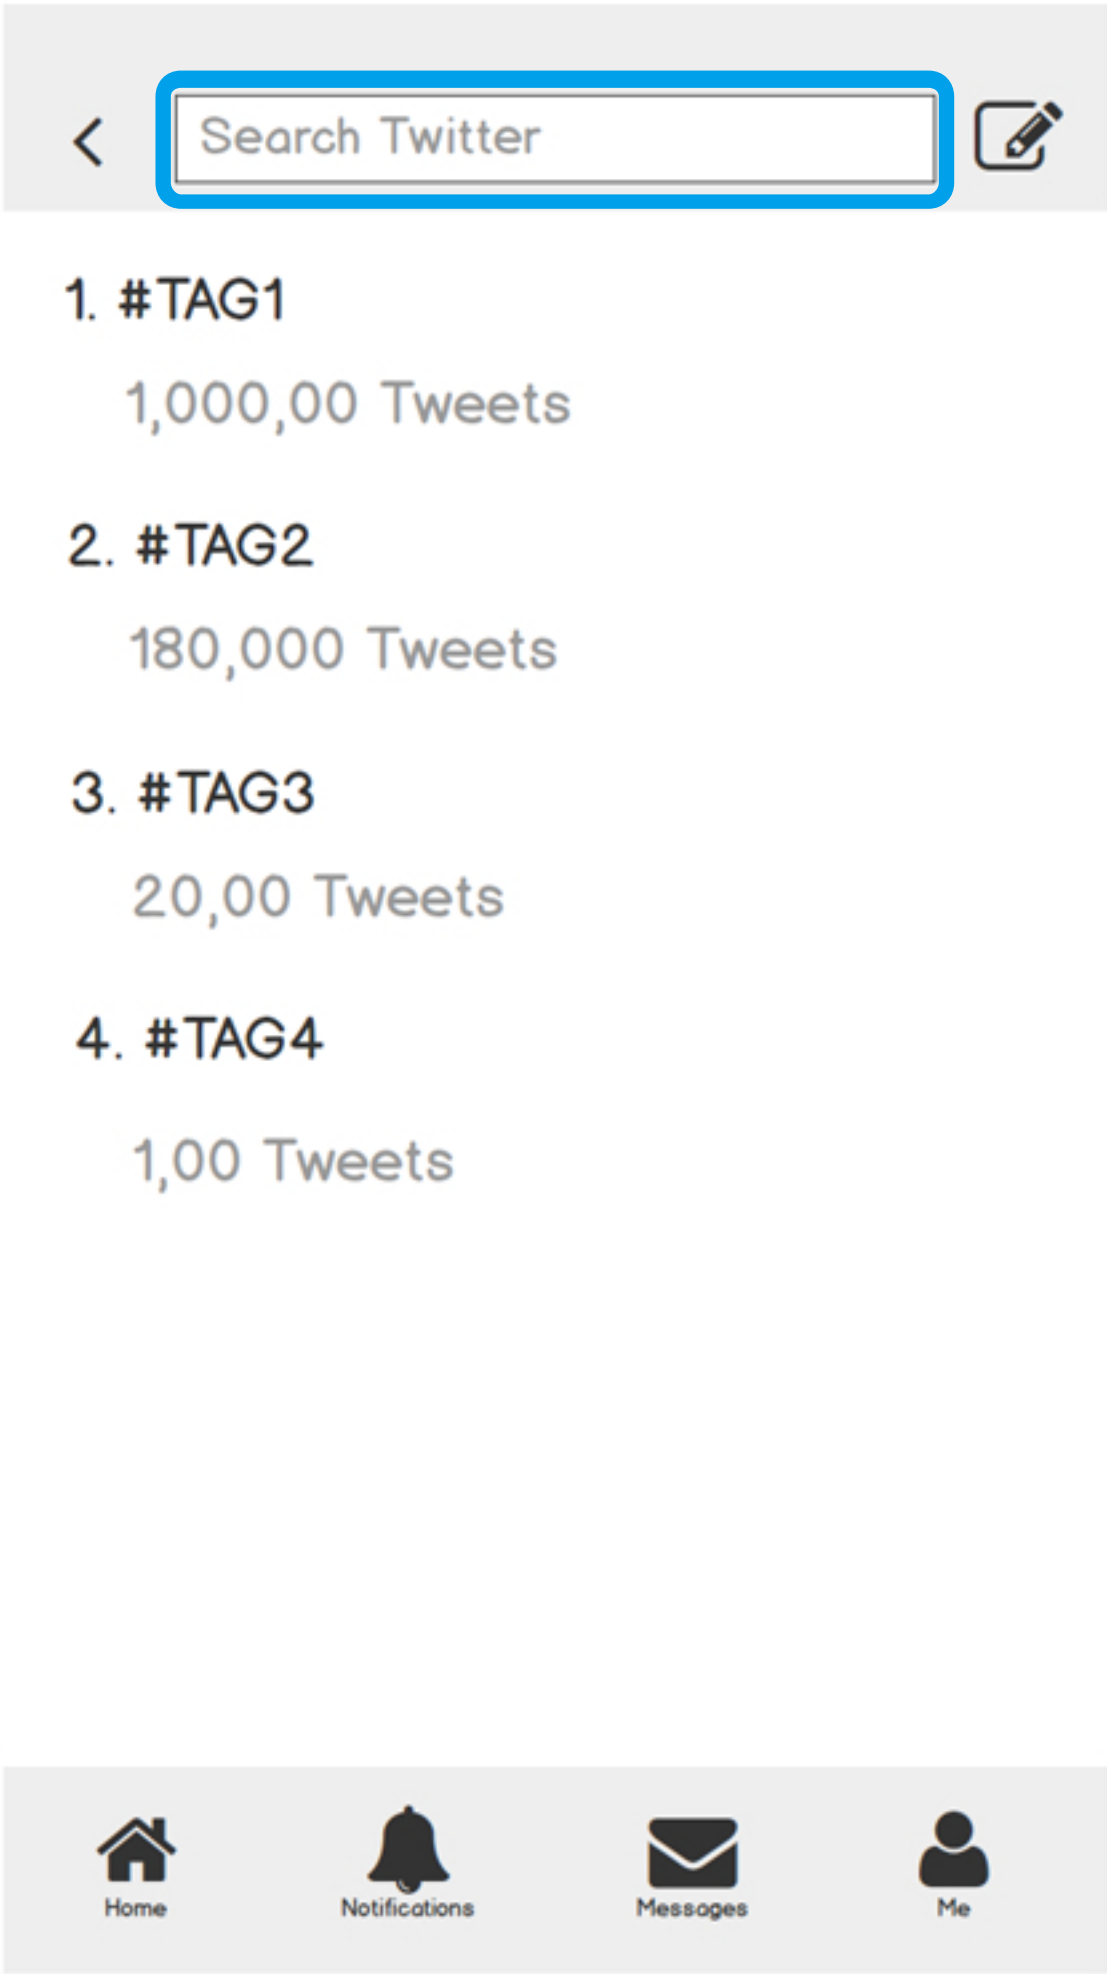 Search Twitter
1. #TAG1
1,000,00 Tweets
2. #TAG2
180,000 Tweets
3. #TAG3
20,00 Tweets
4. #TAG4
1,00 Tweets
Home Notifications Messages Me